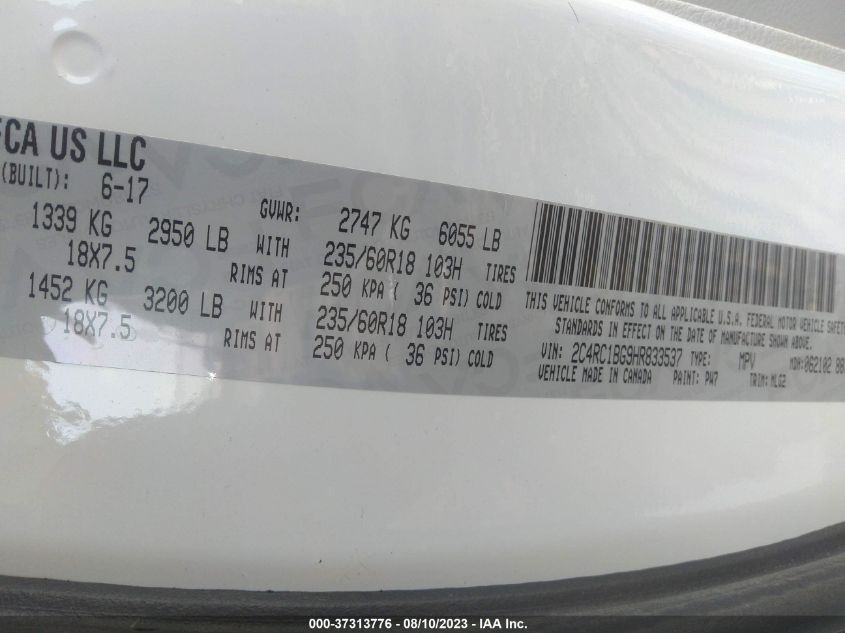 FCA US LLC
(BUILT): 6-17 GVWR: 2747 KG 6055 LB
1339 KG 2950 LB WITH 235/60R18 103H TIRES
18X7.5 RIMS AT 250 KPA ( 36 PSI) COLD
1452 KG 3200 LB WITH 235/60R18 103H TIRES
18X7.5 RIMS AT 250 KPA ( 36 PSI) COLD
THIS VEHICLE CONFORMS TO ALL APPLICABLE U.S.A. FEDERAL MOTOR VEHICLE SAFETY
STANDARDS IN EFFECT ON THE DATE OF MANUFACTURE SHOWN ABOVE.
VIN: 2C4RC1BG9HR833537 TYPE: MPV MDH:062102 88
VEHICLE MADE IN CANADA PAINT: PW7 TRIM: MLG2
000-37313776 - 08/10/2023 - IAA Inc.